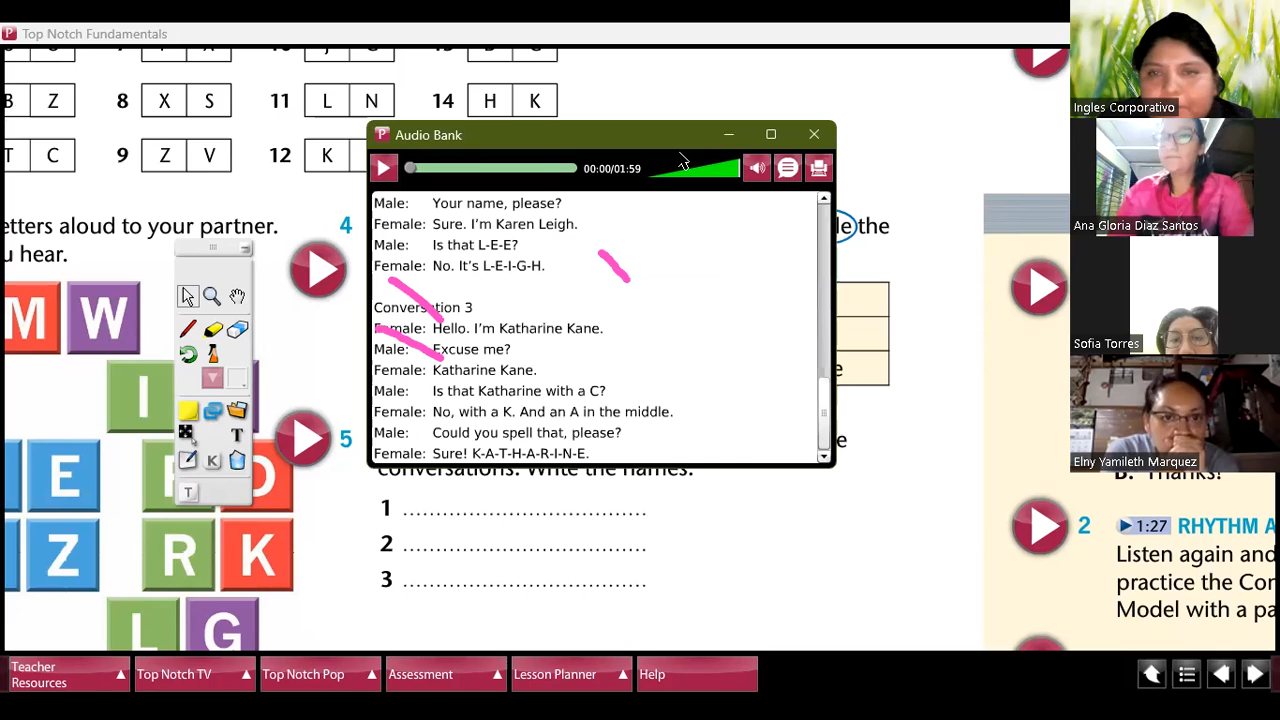 Top Notch Fundamentals
B Z 8 X S 11 L N 14 H K
T C 9 Z V 12 K
etters aloud to your partner.
u hear.
4
le the
Audio Bank
00:00/01:59
Male: Your name, please?
Female: Sure. I'm Karen Leigh.
Male: Is that L-E-E?
Female: No. It's L-E-I-G-H.
Conversation 3
Female: Hello. I'm Katharine Kane.
Male: Excuse me?
Female: Katharine Kane.
Male: Is that Katharine with a C?
Female: No, with a K. And an A in the middle.
Male: Could you spell that, please?
Female: Sure! K-A-T-H-A-R-I-N-E.
M W
I
E D
Z R K
L G
T
K
T
5
e
e
conversations. Write the names.
1
2
3
B: Thanks!
2 1:27 RHYTHM A
Listen again and
practice the Con
Model with a pa
Ingles Corporativo
Ana Gloria Diaz Santos
Sofia Torres
Elny Yamileth Marquez
Teacher
Resources
Top Notch TV
Top Notch Pop
Assessment
Lesson Planner
Help